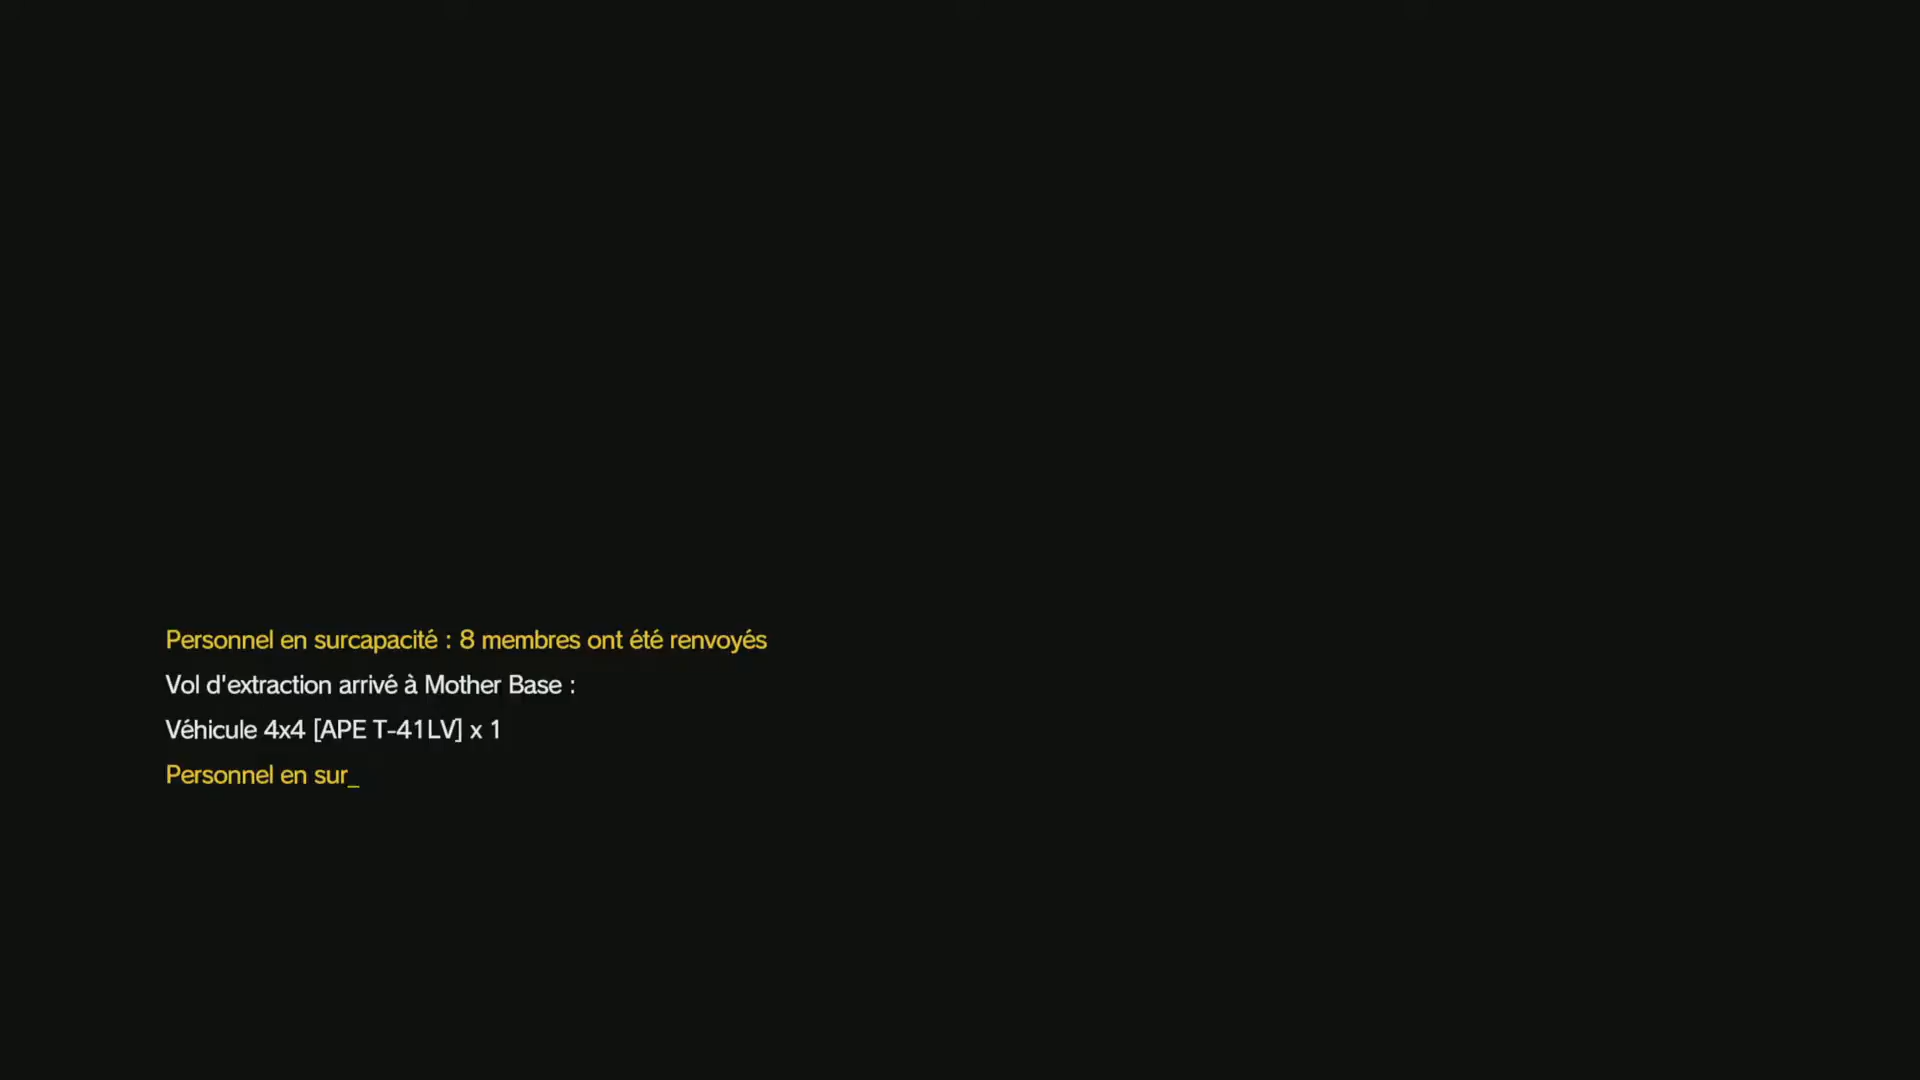 Personnel en surcapacité : 8 membres ont été renvoyés
Vol d'extraction arrivé à Mother Base :
Véhicule 4x4 [APE T-41LV] x 1
Personnel en sur_